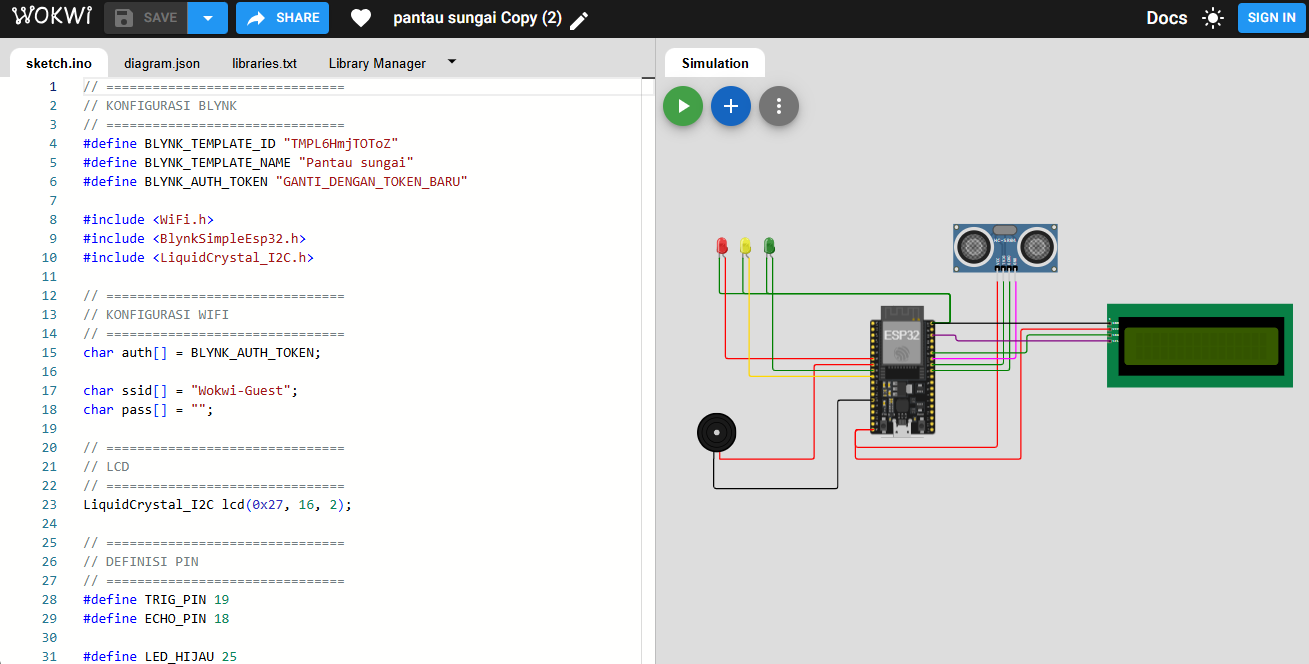 WOKWI SAVE SHARE pantau sungai Copy (2) Docs SIGN IN
sketch.ino diagram.json libraries.txt Library Manager
Simulation
1 // ===============================
2 // KONFIGURASI BLYNK
3 // ===============================
4 #define BLYNK_TEMPLATE_ID "TMPL6HmjTOToZ"
5 #define BLYNK_TEMPLATE_NAME "Pantau sungai"
6 #define BLYNK_AUTH_TOKEN "GANTI_DENGAN_TOKEN_BARU"
7
8 #include <WiFi.h>
9 #include <BlynkSimpleEsp32.h>
10 #include <LiquidCrystal_I2C.h>
11
12 // ===============================
13 // KONFIGURASI WIFI
14 // ===============================
15 char auth[] = BLYNK_AUTH_TOKEN;
16
17 char ssid[] = "Wokwi-Guest";
18 char pass[] = "";
19
20 // ===============================
21 // LCD
22 // ===============================
23 LiquidCrystal_I2C lcd(0x27, 16, 2);
24
25 // ===============================
26 // DEFINISI PIN
27 // ===============================
28 #define TRIG_PIN 19
29 #define ECHO_PIN 18
30
31 #define LED_HIJAU 25
HC-SR04
ESP32